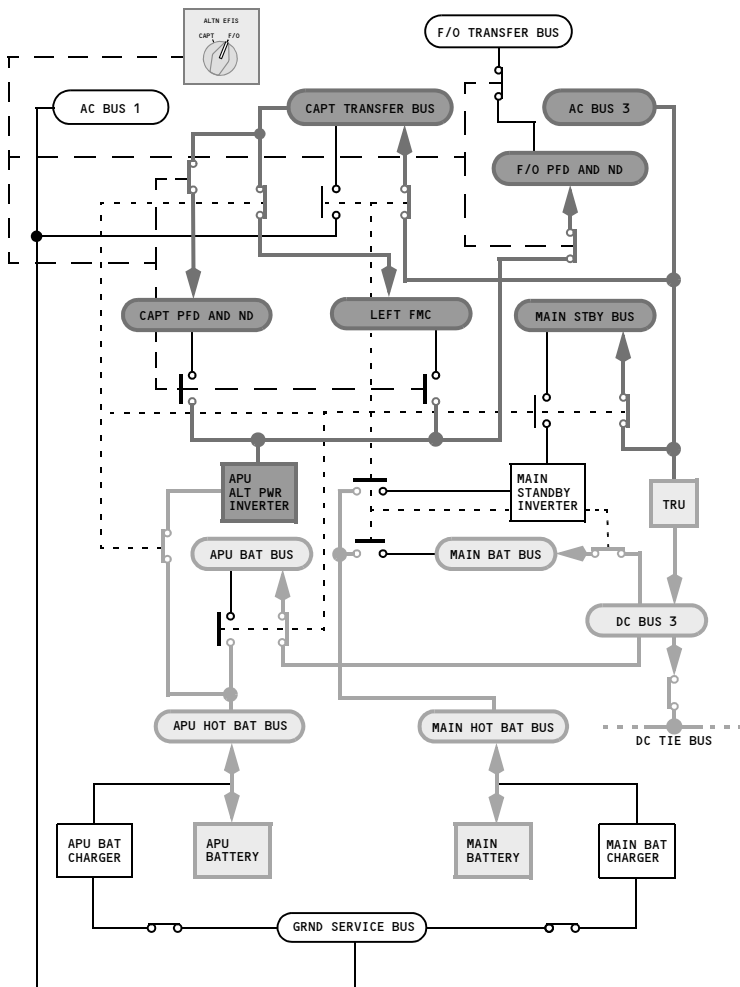 ALTN EFIS
CAPT F/O
F/O TRANSFER BUS
AC BUS 1
CAPT TRANSFER BUS
AC BUS 3
F/O PFD AND ND
CAPT PFD AND ND
LEFT FMC
MAIN STBY BUS
APU
ALT PWR
INVERTER
MAIN
STANDBY
INVERTER
TRU
APU BAT BUS
MAIN BAT BUS
DC BUS 3
APU HOT BAT BUS
MAIN HOT BAT BUS
DC TIE BUS
APU BAT
CHARGER
APU
BATTERY
MAIN
BATTERY
MAIN BAT
CHARGER
GRND SERVICE BUS